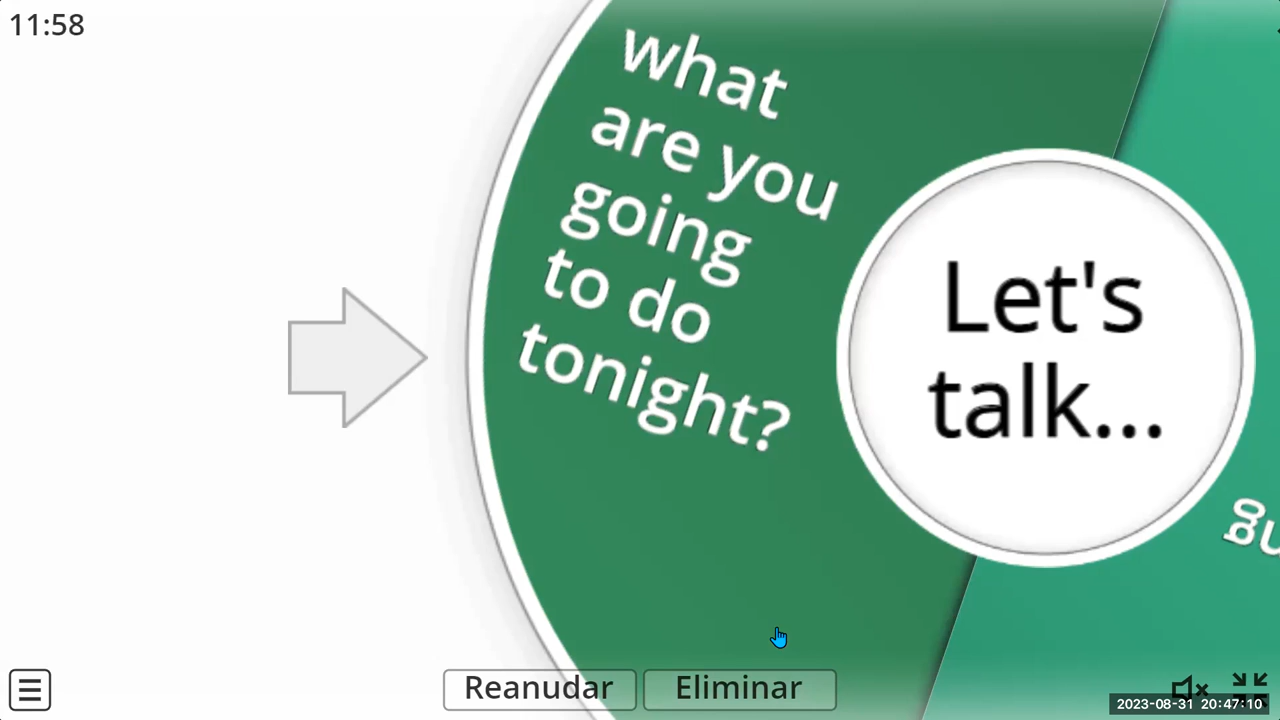 11:58
what
are you
going
to do
tonight?
Let's
talk...
Reanudar
Eliminar
2023-08-31 20:47:10